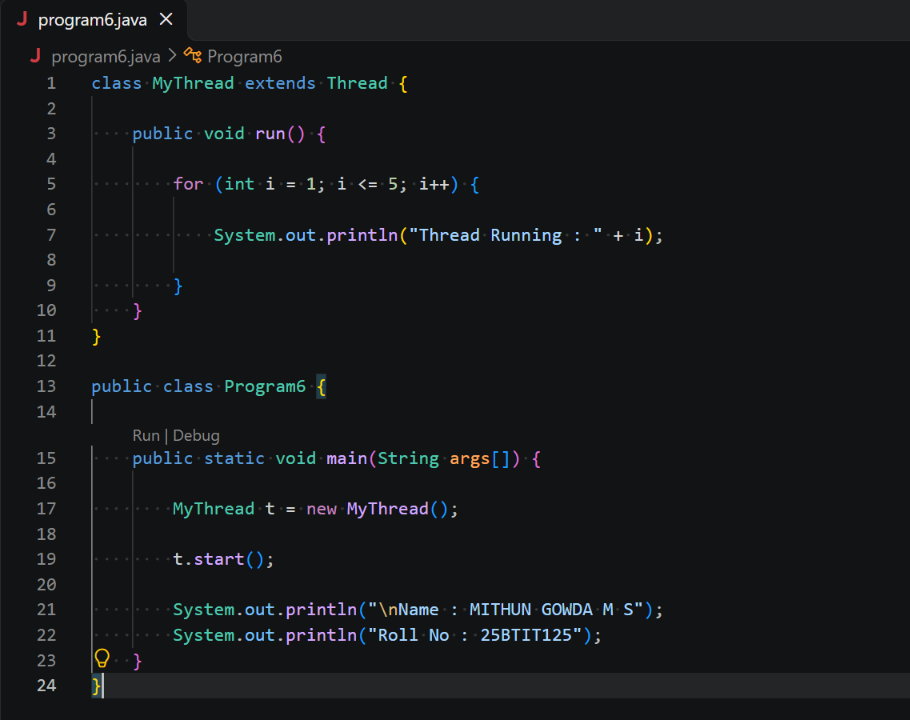 program6.java
program6.java > Program6
1 class MyThread extends Thread {
2
3     public void run() {
4
5         for (int i = 1; i <= 5; i++) {
6
7             System.out.println("Thread Running : " + i);
8
9         }
10     }
11 }
12
13 public class Program6 {
14
Run | Debug
15     public static void main(String args[]) {
16
17         MyThread t = new MyThread();
18
19         t.start();
20
21         System.out.println("\nName : MITHUN GOWDA M S");
22         System.out.println("Roll No : 25BTIT125");
23     }
24 }